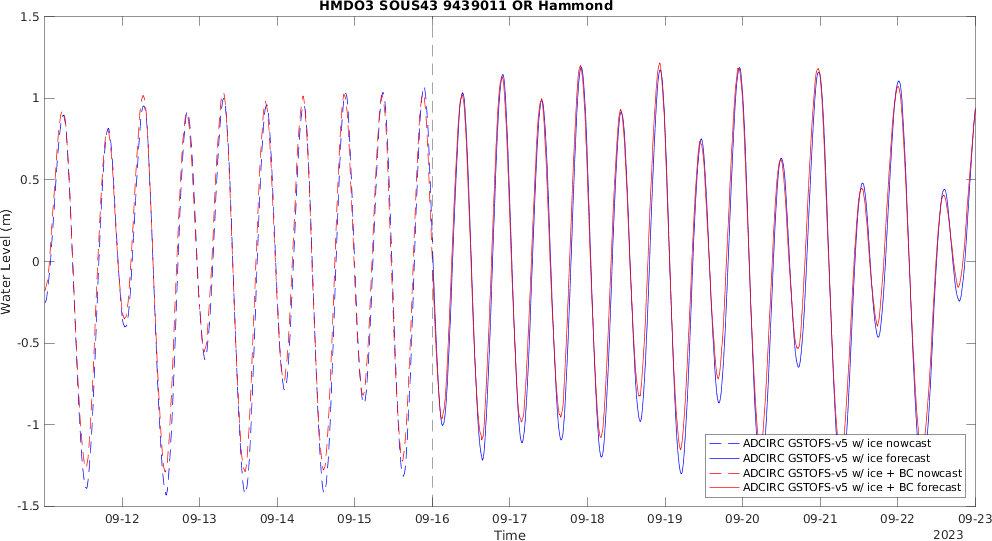 HMDO3 SOUS43 9439011 OR Hammond
1.5
1
0.5
0
-0.5
-1
-1.5
Water Level (m)
ADCIRC GSTOFS-v5 w/ ice nowcast
ADCIRC GSTOFS-v5 w/ ice forecast
ADCIRC GSTOFS-v5 w/ ice + BC nowcast
ADCIRC GSTOFS-v5 w/ ice + BC forecast
09-12 09-13 09-14 09-15 09-16 09-17 09-18 09-19 09-20 09-21 09-22 09-23
Time
2023